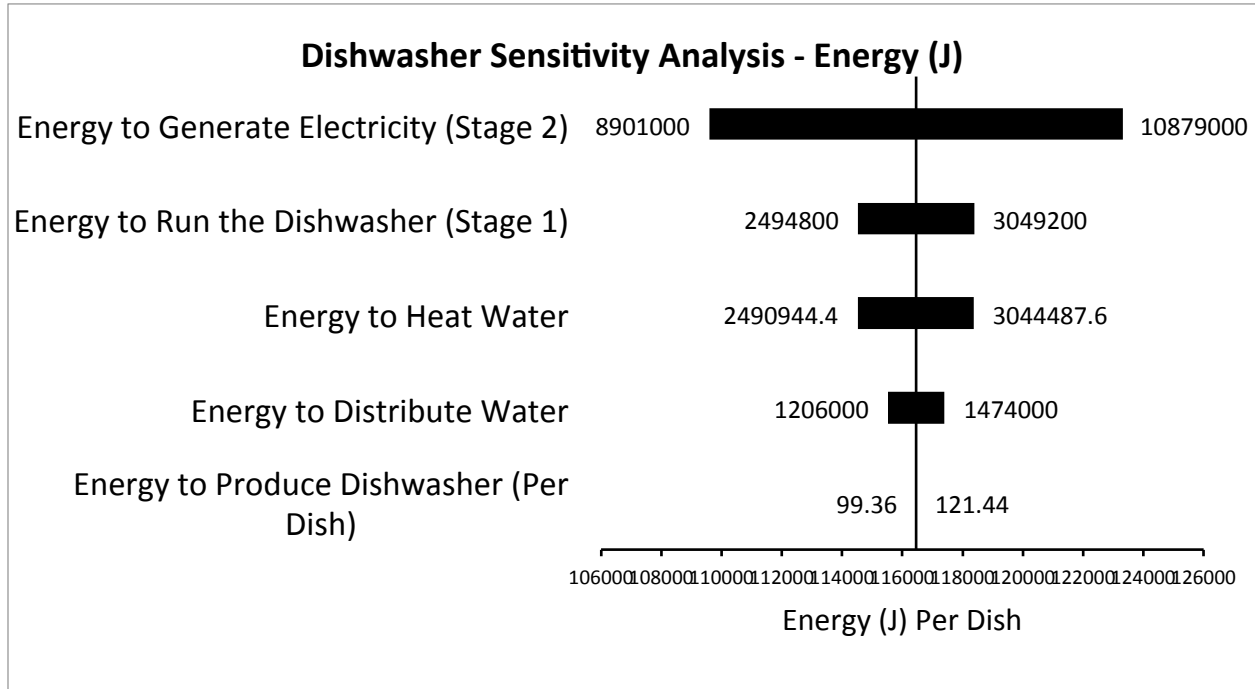 Dishwasher Sensitivity Analysis - Energy (J)
Energy to Generate Electricity (Stage 2) 8901000 10879000
Energy to Run the Dishwasher (Stage 1) 2494800 3049200
Energy to Heat Water 2490944.4 3044487.6
Energy to Distribute Water 1206000 1474000
Energy to Produce Dishwasher (Per
Dish) 99.36 121.44
106000 108000 110000 112000 114000 116000 118000 120000 122000 124000 126000
Energy (J) Per Dish